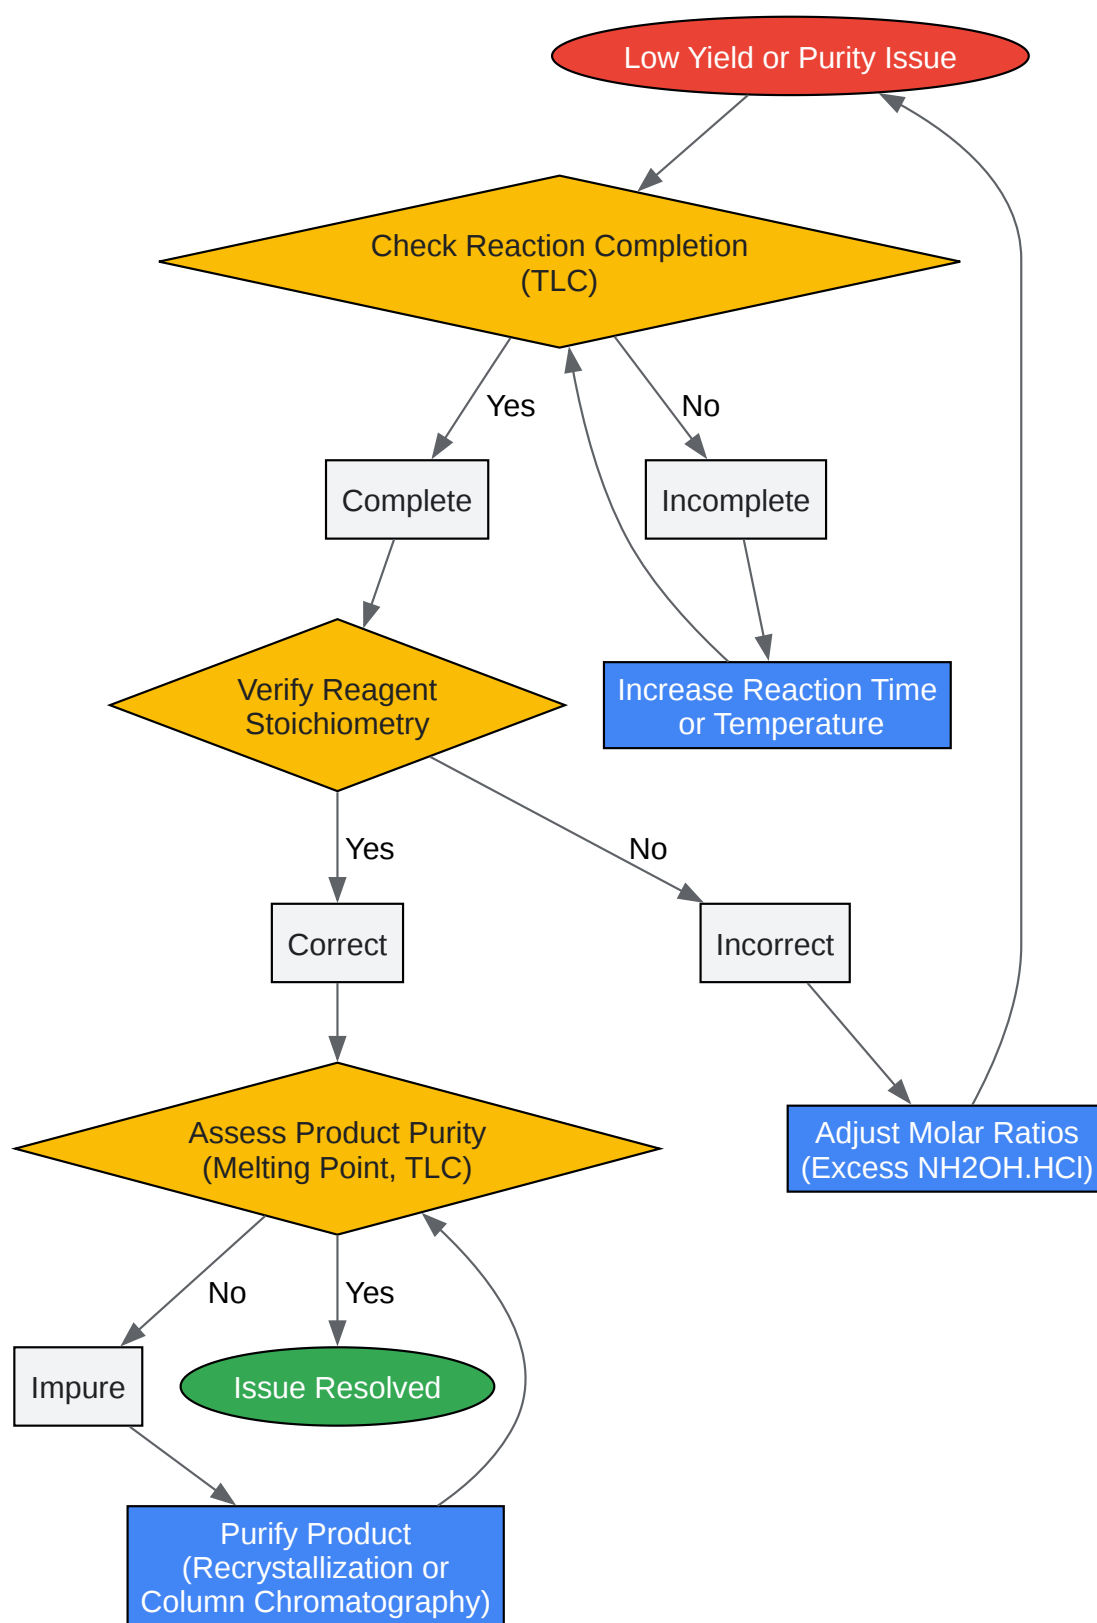 Low Yield or Purity Issue
Check Reaction Completion
(TLC)
Yes
No
Complete
Incomplete
Verify Reagent
Stoichiometry
Increase Reaction Time
or Temperature
Yes
No
Correct
Incorrect
Assess Product Purity
(Melting Point, TLC)
Adjust Molar Ratios
(Excess NH2OH.HCl)
No
Yes
Impure
Issue Resolved
Purify Product
(Recrystallization or
Column Chromatography)